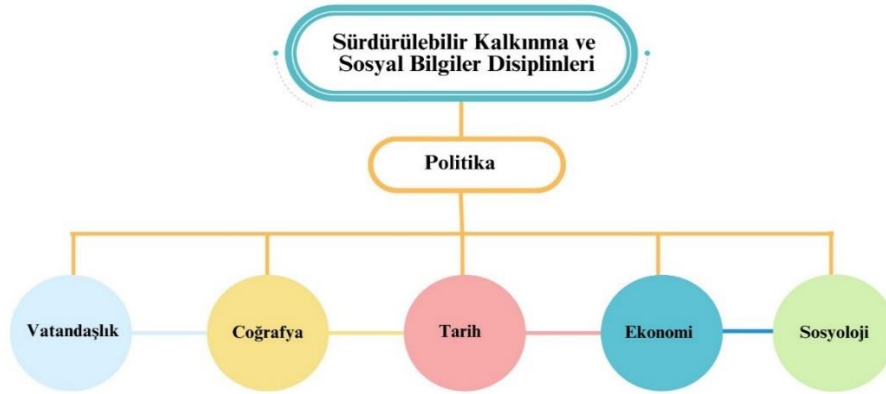 Sürdürülebilir Kalkınma ve
Sosyal Bilgiler Disiplinleri
Politika
Vatandaşlık
Coğrafya
Tarih
Ekonomi
Sosyoloji